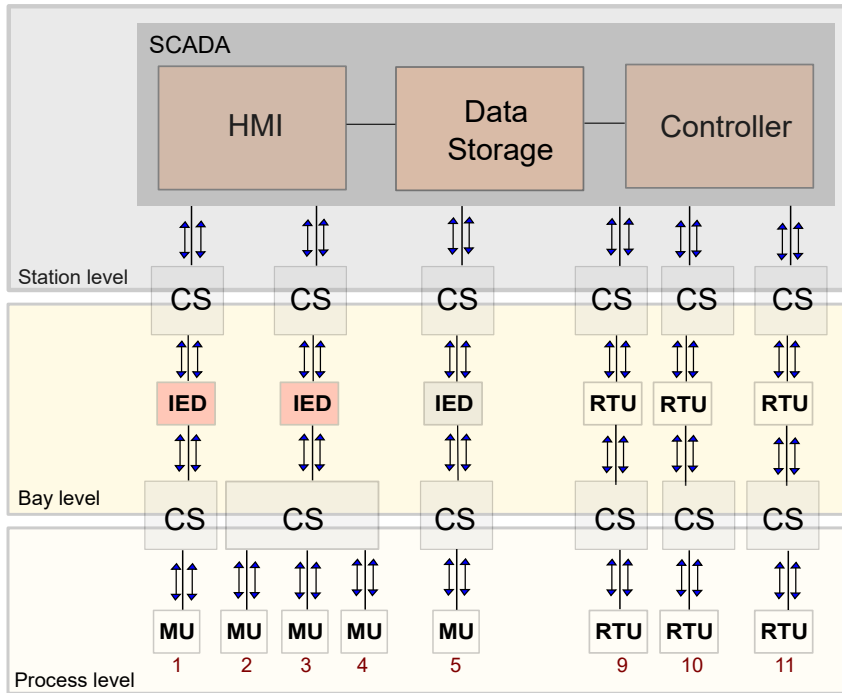 SCADA
HMI
Data
Storage
Controller
Station level
CS CS CS CS CS CS
IED IED IED RTU RTU RTU
Bay level
CS CS CS CS CS CS
MU MU MU MU MU RTU RTU RTU
1 2 3 4 5 9 10 11
Process level